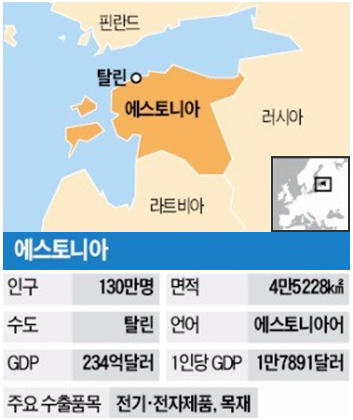 핀란드
탈린
에스토니아
러시아
라트비아
에스토니아
인구 130만명 면적 4만5228㎢
수도 탈린 언어 에스토니아어
GDP 234억달러 1인당 GDP 1만7891달러
주요 수출품목 전기·전자제품, 목재